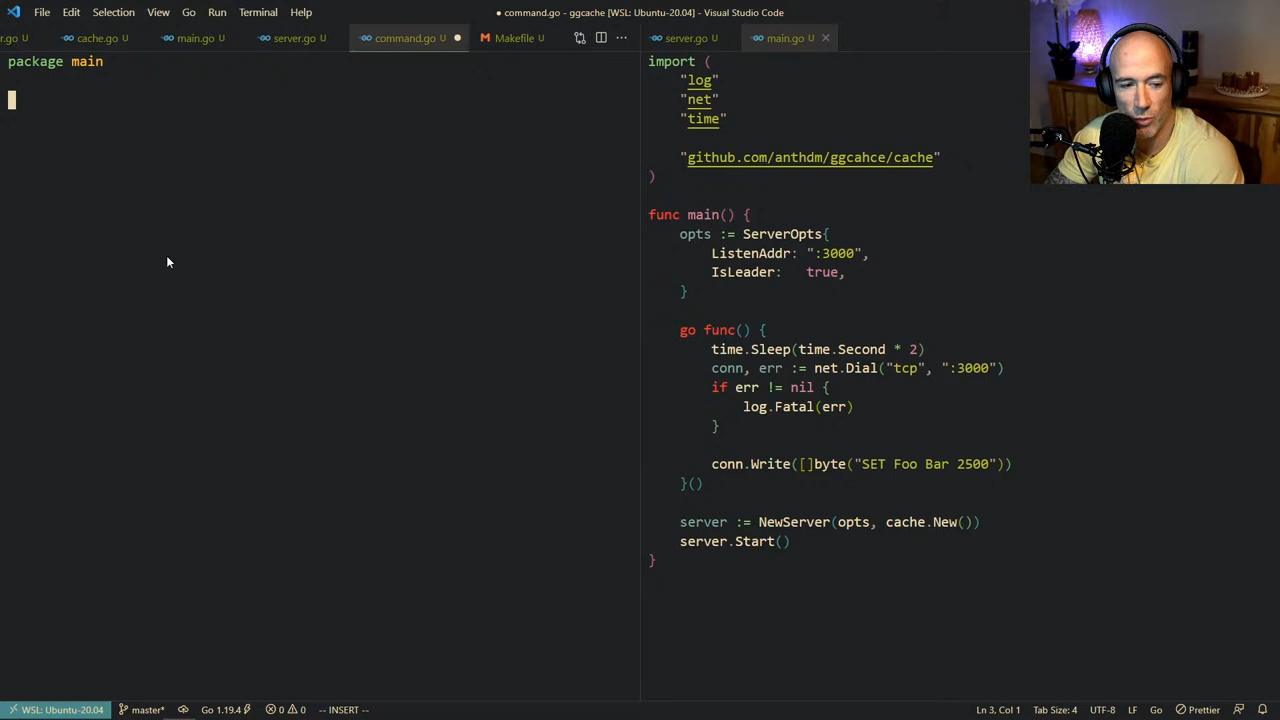 File Edit Selection View Go Run Terminal Help
● command.go - ggcache [WSL: Ubuntu-20.04] - Visual Studio Code
r.go U cache.go U main.go U server.go U command.go U ● Makefile U
package main
server.go U main.go U
import (
"log"
"net"
"time"
"github.com/anthdm/ggcahce/cache"
)
func main() {
opts := ServerOpts{
ListenAddr: ":3000",
IsLeader: true,
}
go func() {
time.Sleep(time.Second * 2)
conn, err := net.Dial("tcp", ":3000")
if err != nil {
log.Fatal(err)
}
conn.Write([]byte("SET Foo Bar 2500"))
}()
server := NewServer(opts, cache.New())
server.Start()
}
WSL: Ubuntu-20.04 master* Go 1.19.4 0 0 -- INSERT -- Ln 3, Col 1 Tab Size: 4 UTF-8 LF Go Prettier